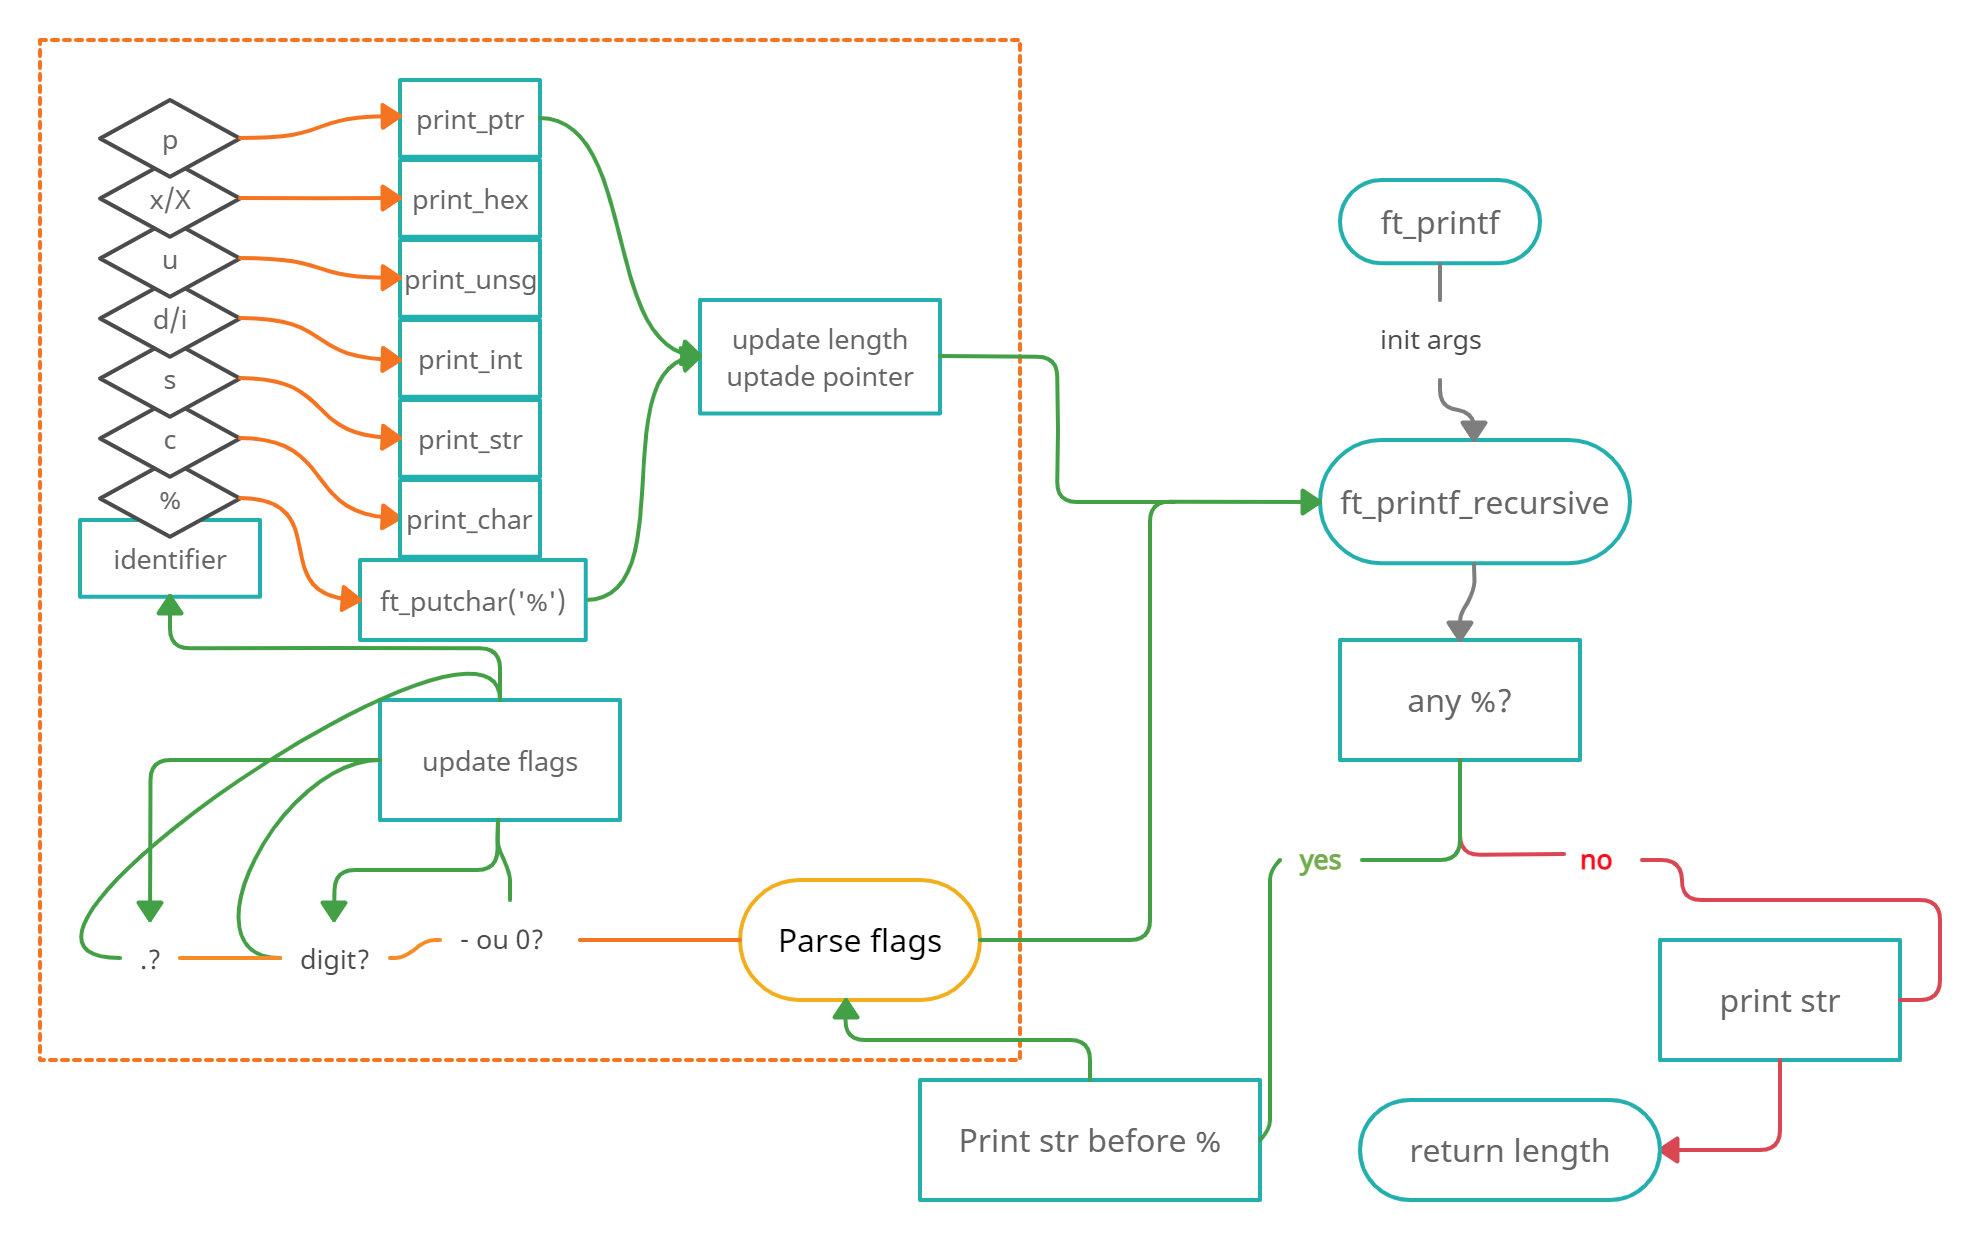 p
x/X
u
d/i
s
c
%
identifier
print_ptr
print_hex
print_unsg
print_int
print_str
print_char
ft_putchar('%')
update length
uptade pointer
update flags
.?
digit?
- ou 0?
Parse flags
ft_printf
init args
ft_printf_recursive
any %?
yes
no
print str
Print str before %
return length